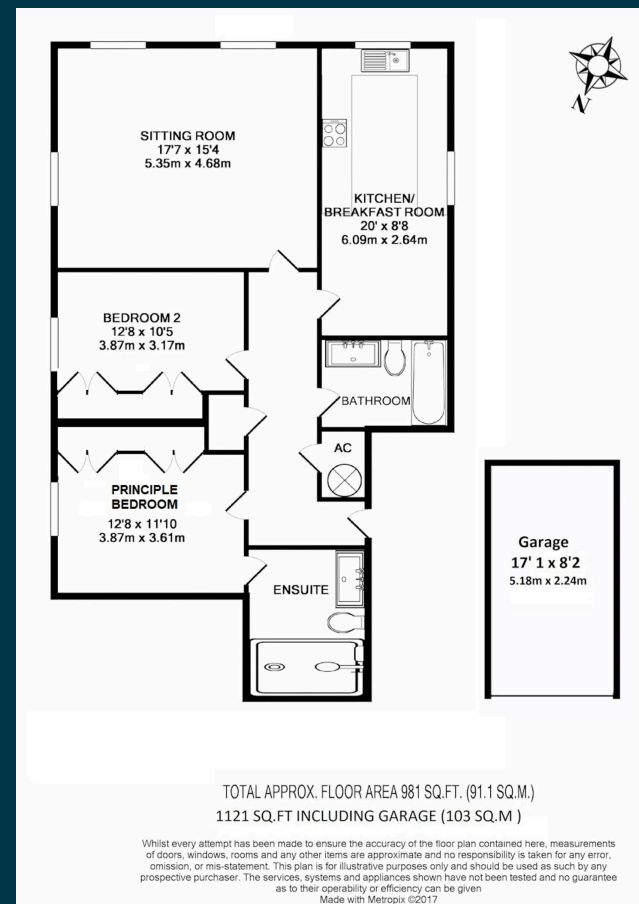 N
SITTING ROOM
17'7 x 15'4
5.35m x 4.68m
KITCHEN/
BREAKFAST ROOM
20' x 8'8
6.09m x 2.64m
BEDROOM 2
12'8 x 10'5
3.87m x 3.17m
BATHROOM
AC
PRINCIPLE
BEDROOM
12'8 x 11'10
3.87m x 3.61m
ENSUITE
Garage
17' 1 x 8'2
5.18m x 2.24m
TOTAL APPROX. FLOOR AREA 981 SQ.FT. (91.1 SQ.M.)
1121 SQ.FT INCLUDING GARAGE (103 SQ.M )
Whilst every attempt has been made to ensure the accuracy of the floor plan contained here, measurements
of doors, windows, rooms and any other items are approximate and no responsibility is taken for any error,
omission, or mis-statement. This plan is for illustrative purposes only and should be used as such by any
prospective purchaser. The services, systems and appliances shown have not been tested and no guarantee
as to their operability or efficiency can be given
Made with Metropix ©2017